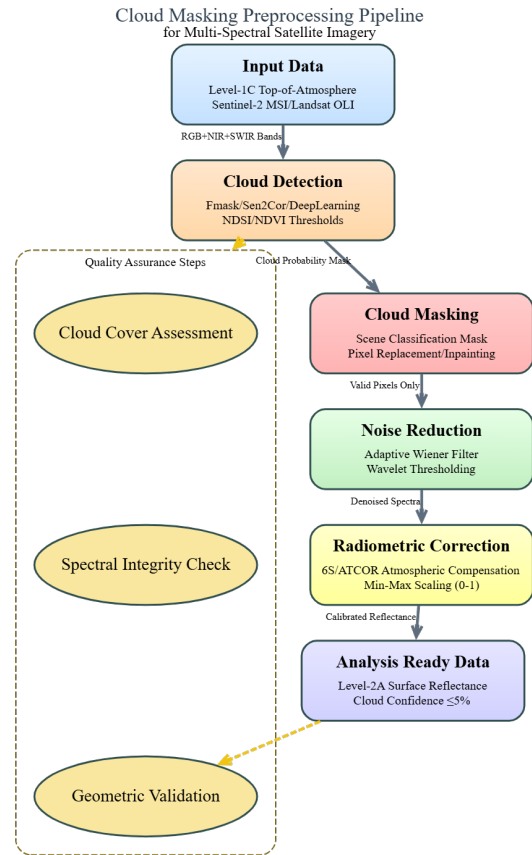 Cloud Masking Preprocessing Pipeline
for Multi-Spectral Satellite Imagery
Input Data
Level-1C Top-of-Atmosphere
Sentinel-2 MSI/Landsat OLI
RGB+NIR+SWIR Bands
Cloud Detection
Fmask/Sen2Cor/DeepLearning
NDSI/NDVI Thresholds
Quality Assurance Steps
Cloud Probability Mask
Cloud Cover Assessment
Cloud Masking
Scene Classification Mask
Pixel Replacement/Inpainting
Valid Pixels Only
Noise Reduction
Adaptive Wiener Filter
Wavelet Thresholding
Denoised Spectra
Spectral Integrity Check
Radiometric Correction
6S/ATCOR Atmospheric Compensation
Min-Max Scaling (0-1)
Calibrated Reflectance
Analysis Ready Data
Level-2A Surface Reflectance
Cloud Confidence ≤5%
Geometric Validation